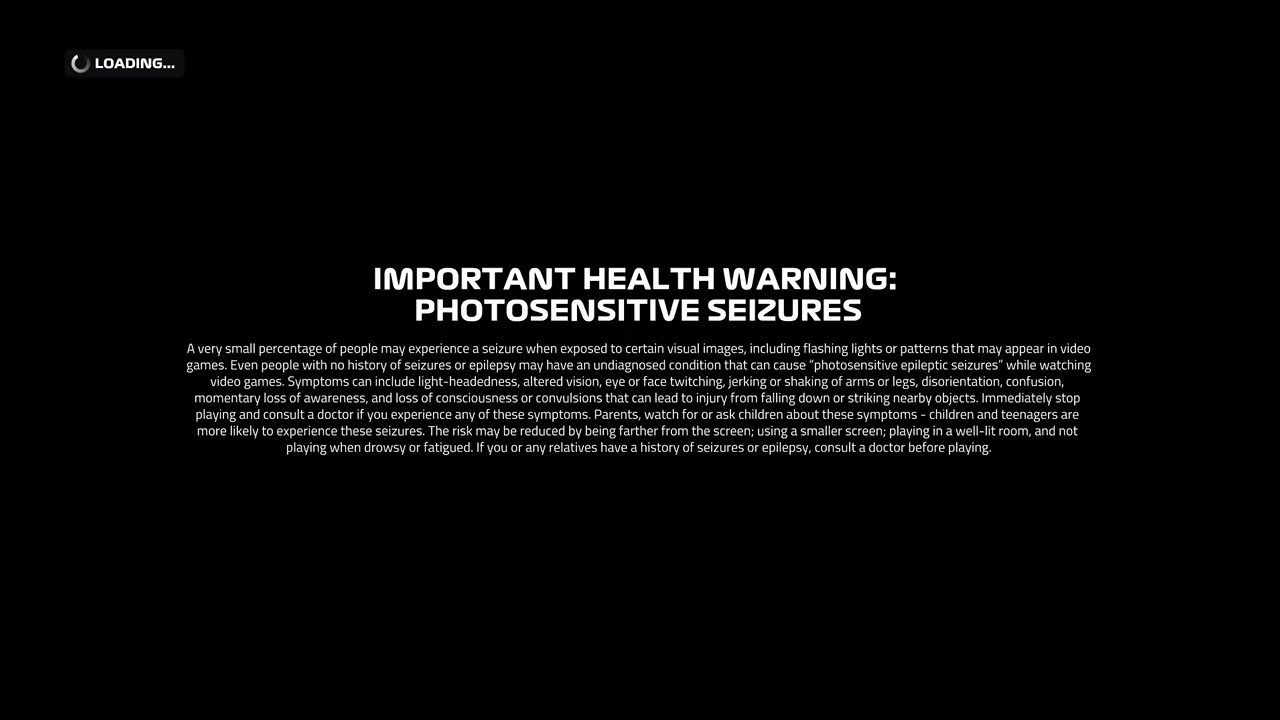 LOADING...
IMPORTANT HEALTH WARNING:
PHOTOSENSITIVE SEIZURES
A very small percentage of people may experience a seizure when exposed to certain visual images, including flashing lights or patterns that may appear in video
games. Even people with no history of seizures or epilepsy may have an undiagnosed condition that can cause “photosensitive epileptic seizures” while watching
video games. Symptoms can include light-headedness, altered vision, eye or face twitching, jerking or shaking of arms or legs, disorientation, confusion,
momentary loss of awareness, and loss of consciousness or convulsions that can lead to injury from falling down or striking nearby objects. Immediately stop
playing and consult a doctor if you experience any of these symptoms. Parents, watch for or ask children about these symptoms - children and teenagers are
more likely to experience these seizures. The risk may be reduced by being farther from the screen; using a smaller screen; playing in a well-lit room, and not
playing when drowsy or fatigued. If you or any relatives have a history of seizures or epilepsy, consult a doctor before playing.